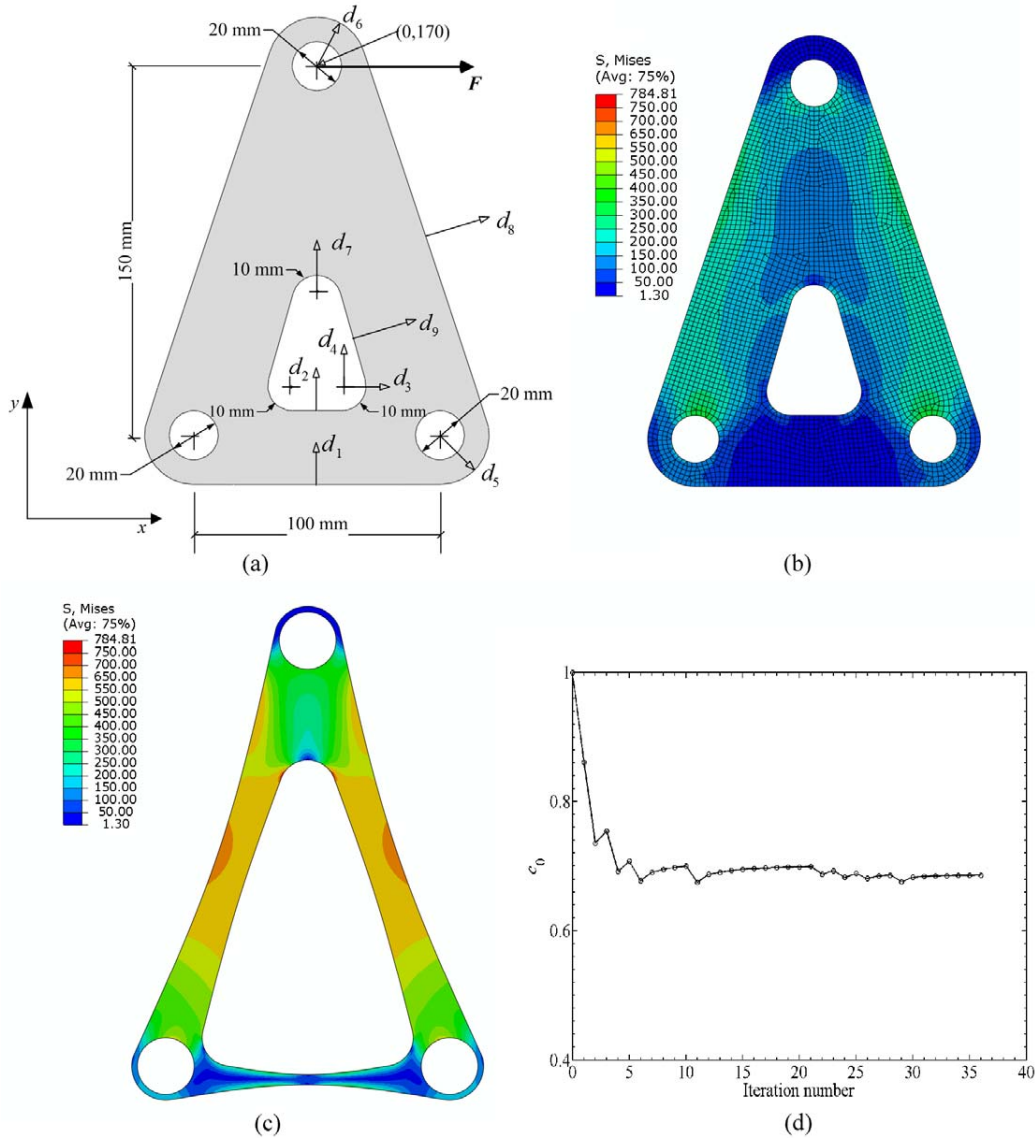 d6
20 mm
(0,170)
F
d8
d7
10 mm
150 mm
d9
d4
d2
d3
20 mm
10 mm
10 mm
d1
20 mm
d5
y
x
100 mm
(a)
S, Mises
(Avg: 75%)
784.81
750.00
700.00
650.00
550.00
500.00
450.00
400.00
350.00
300.00
250.00
200.00
150.00
100.00
50.00
1.30
(b)
S, Mises
(Avg: 75%)
784.81
750.00
700.00
650.00
550.00
500.00
450.00
400.00
350.00
300.00
250.00
200.00
150.00
100.00
50.00
1.30
(c)
1
0.8
0.6
0.4
c0
0 5 10 15 20 25 30 35 40
Iteration number
(d)